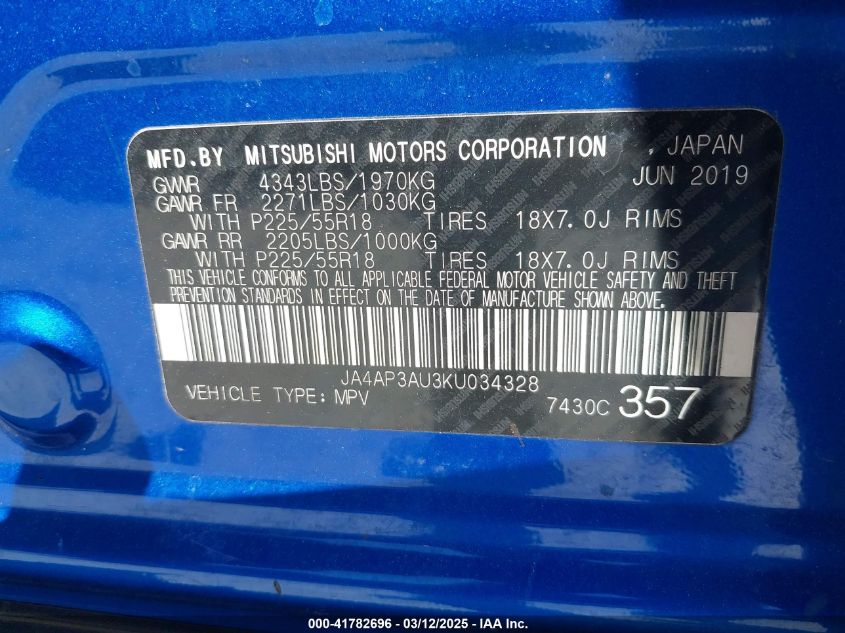 MFD.BY MITSUBISHI MOTORS CORPORATION , JAPAN
GVWR 4343LBS/1970KG JUN 2019
GAWR FR 2271LBS/1030KG
WITH P225/55R18 TIRES 18X7.0J RIMS
GAWR RR 2205LBS/1000KG
WITH P225/55R18 TIRES 18X7.0J RIMS
THIS VEHICLE CONFORMS TO ALL APPLICABLE FEDERAL MOTOR VEHICLE SAFETY AND THEFT
PREVENTION STANDARDS IN EFFECT ON THE DATE OF MANUFACTURE SHOWN ABOVE.
JA4AP3AU3KU034328
VEHICLE TYPE: MPV 7430C 357
000-41782696 - 03/12/2025 - IAAI.COM